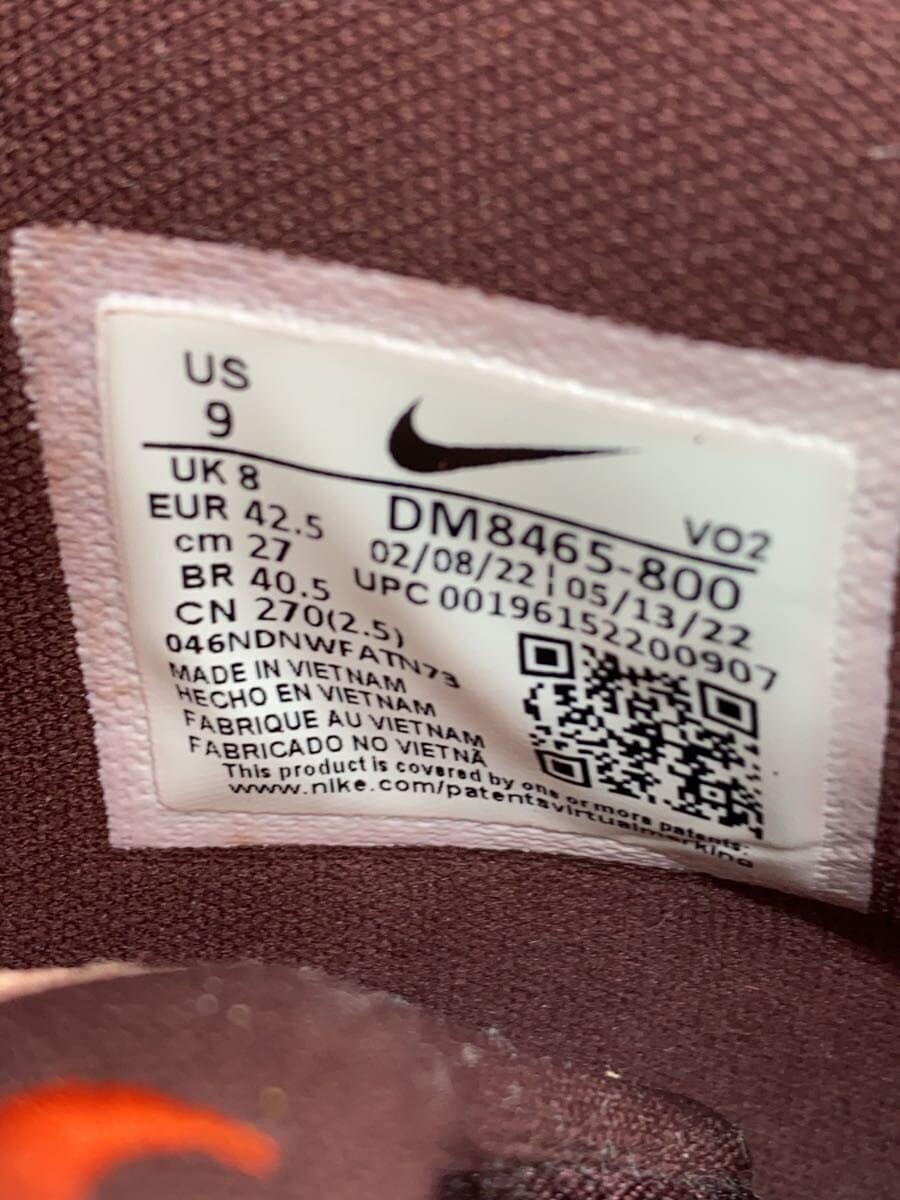 US
9
UK 8
EUR 42.5
cm 27
BR 40.5
CN 270(2.5)
VO2
DM8465-800
02/08/22 | 05/13/22
UPC 00196152200907
046NDNWFATN73
MADE IN VIETNAM
HECHO EN VIETNAM
FABRIQUE AU VIETNAM
FABRICADO NO VIETNÃ
This product is covered by one or more patents.
www.nike.com/patentsvirtualmarking